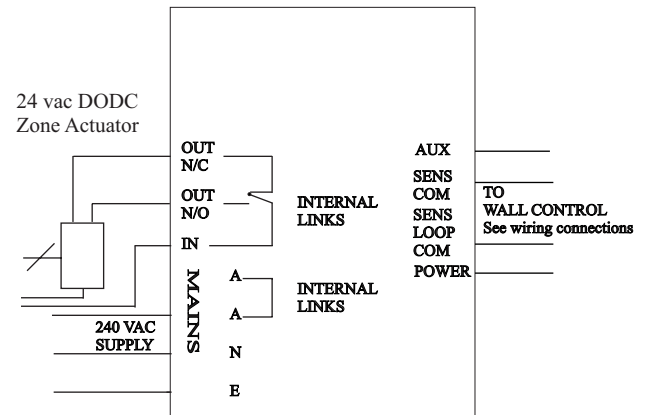 24 vac DODC
Zone Actuator
OUT
N/C
OUT
N/O
IN
INTERNAL
LINKS
MAINS
A
A
N
E
INTERNAL
LINKS
240 VAC
SUPPLY
AUX
SENS
COM
SENS
LOOP
COM
POWER
TO
WALL CONTROL
See wiring connections